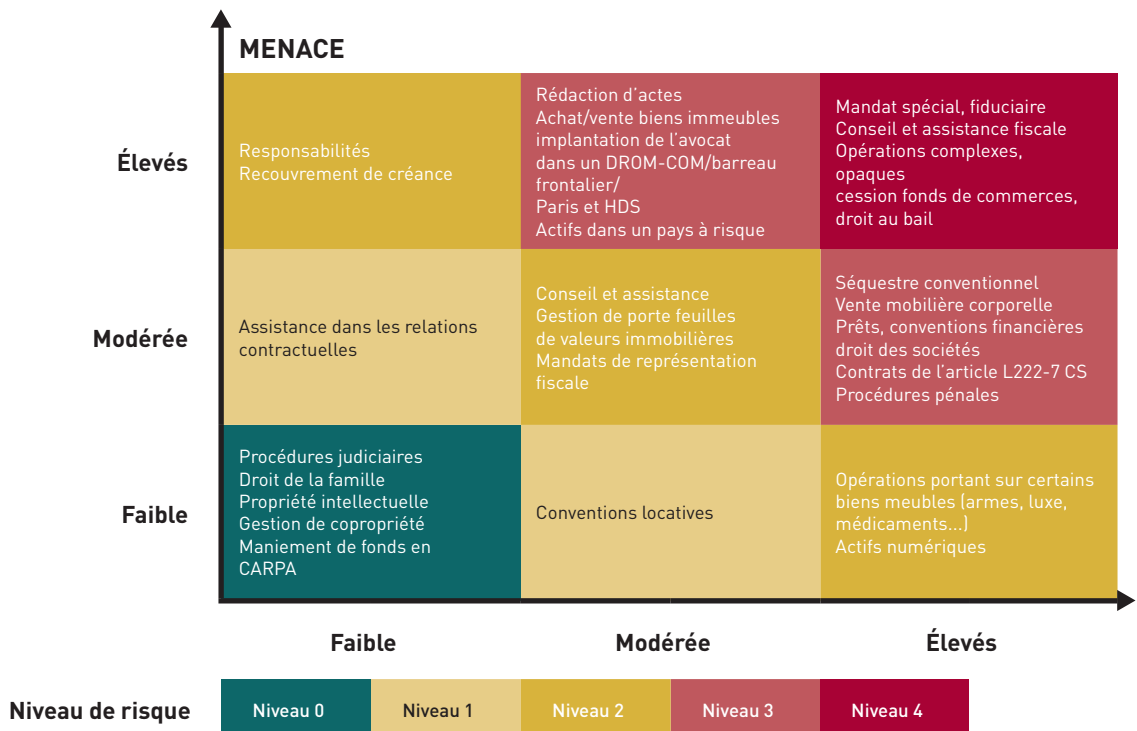 MENACE
Élevés
Responsabilités
Recouvrement de créance
Rédaction d'actes
Achat/vente biens immeubles
implantation de l'avocat
dans un DROM-COM/barreau
frontalier/
Paris et HDS
Actifs dans un pays à risque
Mandat spécial, fiduciaire
Conseil et assistance fiscale
Opérations complexes,
opaques
cession fonds de commerces,
droit au bail
Modérée
Assistance dans les relations
contractuelles
Conseil et assistance
Gestion de porte feuilles
de valeurs immobilières
Mandats de représentation
fiscale
Séquestre conventionnel
Vente mobilière corporelle
Prêts, conventions financières
droit des sociétés
Contrats de l'article L222-7 CS
Procédures pénales
Faible
Procédures judiciaires
Droit de la famille
Propriété intellectuelle
Gestion de copropriété
Maniement de fonds en
CARPA
Conventions locatives
Opérations portant sur certains
biens meubles (armes, luxe,
médicaments...)
Actifs numériques
Faible
Modérée
Élevés
Niveau de risque
Niveau 0
Niveau 1
Niveau 2
Niveau 3
Niveau 4